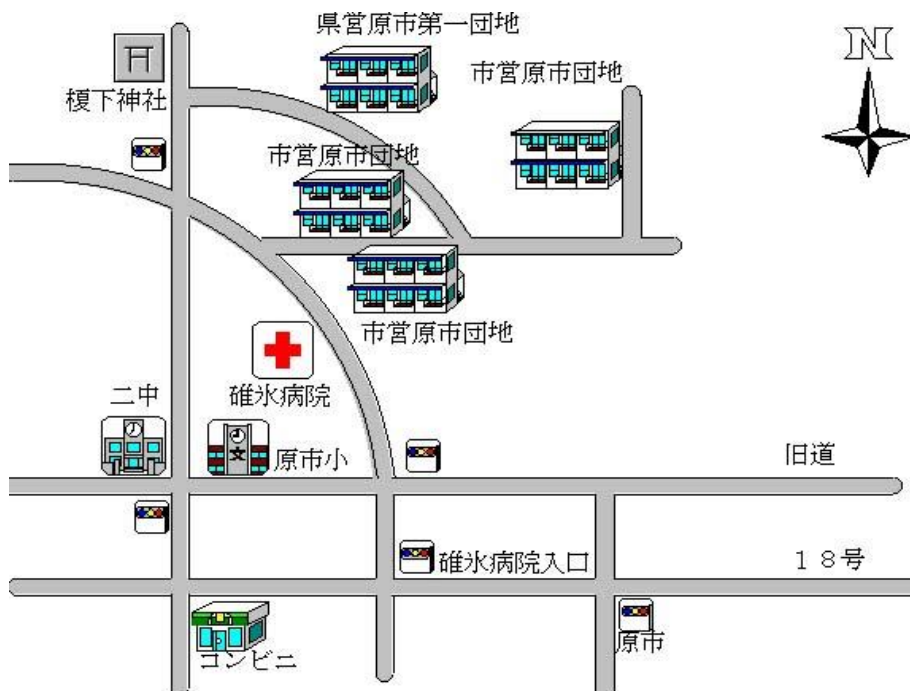 県営原市第一団地
市営原市団地
N
榎下神社
市営原市団地
市営原市団地
碓氷病院
二中
文
原市小
旧道
碓氷病院入口
１８号
原市
コンビニ